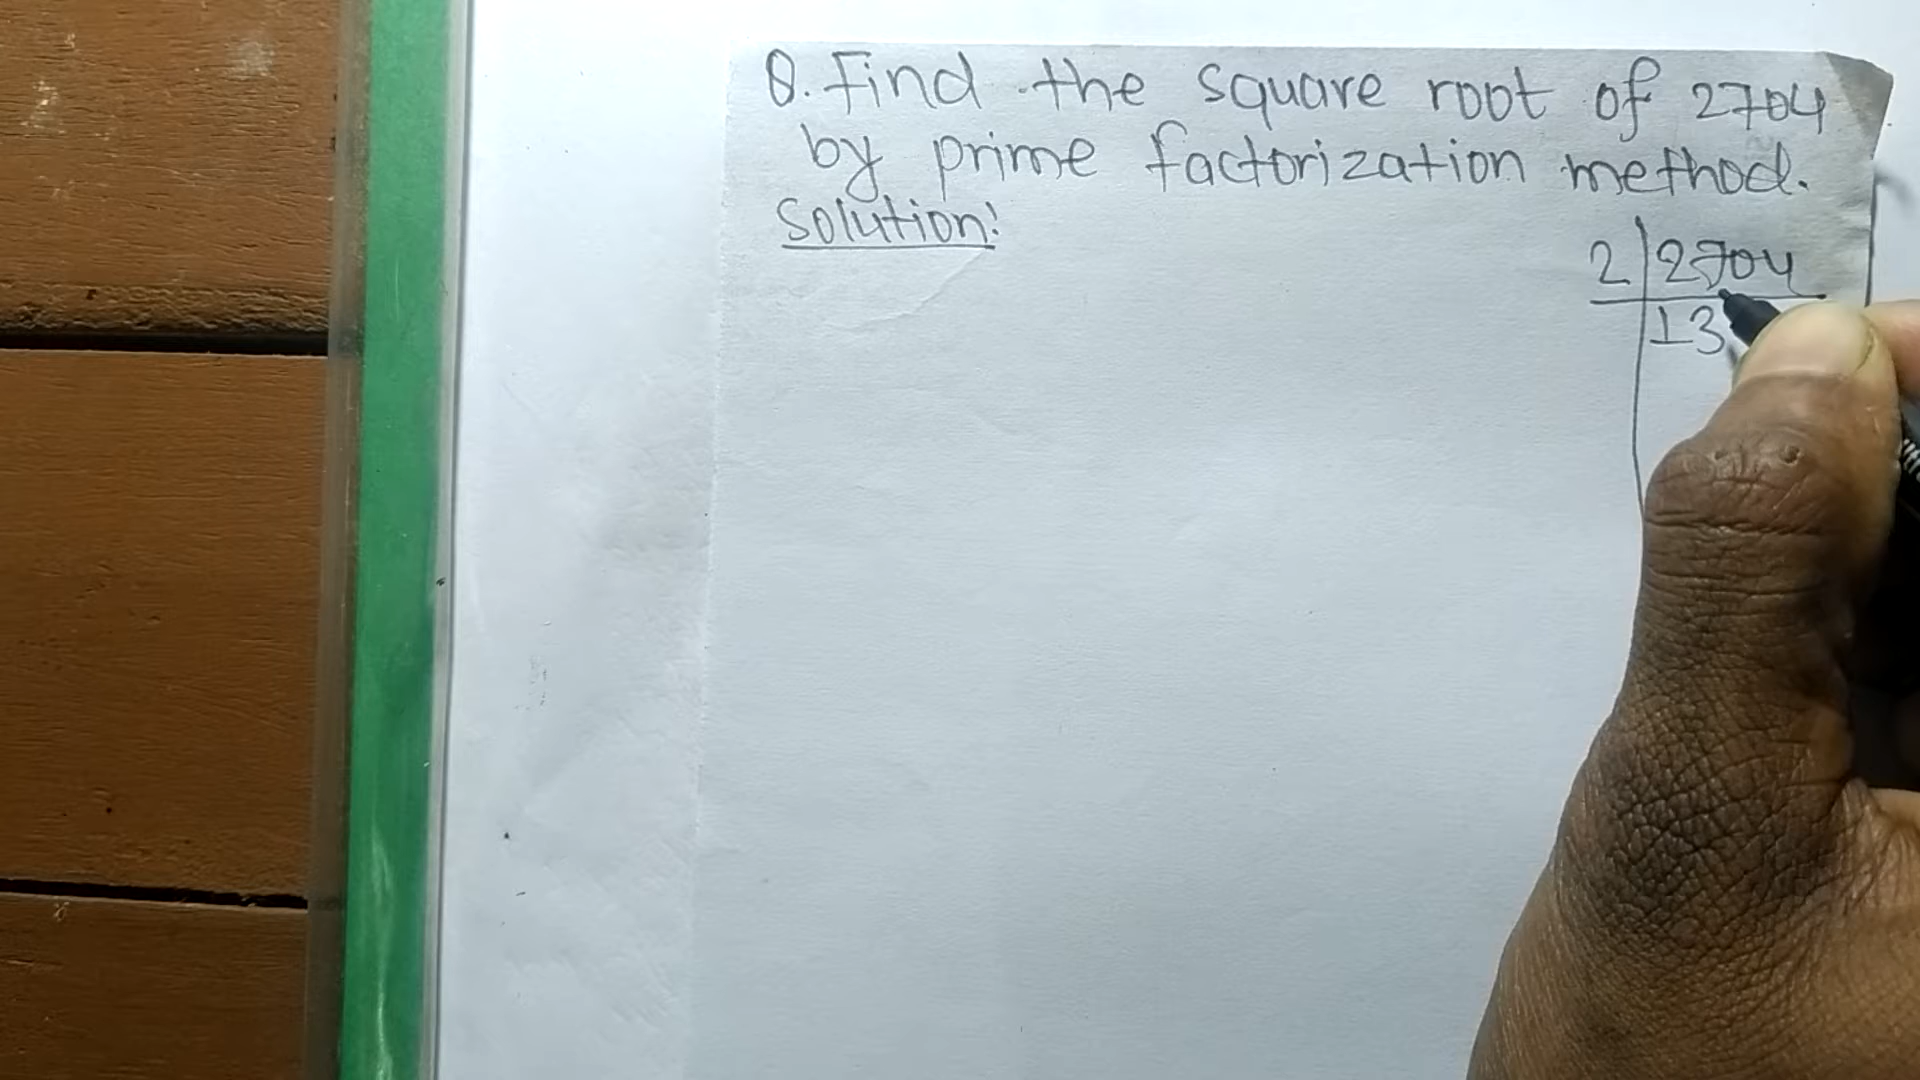 Q. Find the square root of 2704
by prime factorization method.
Solution:
2 | 2704
13